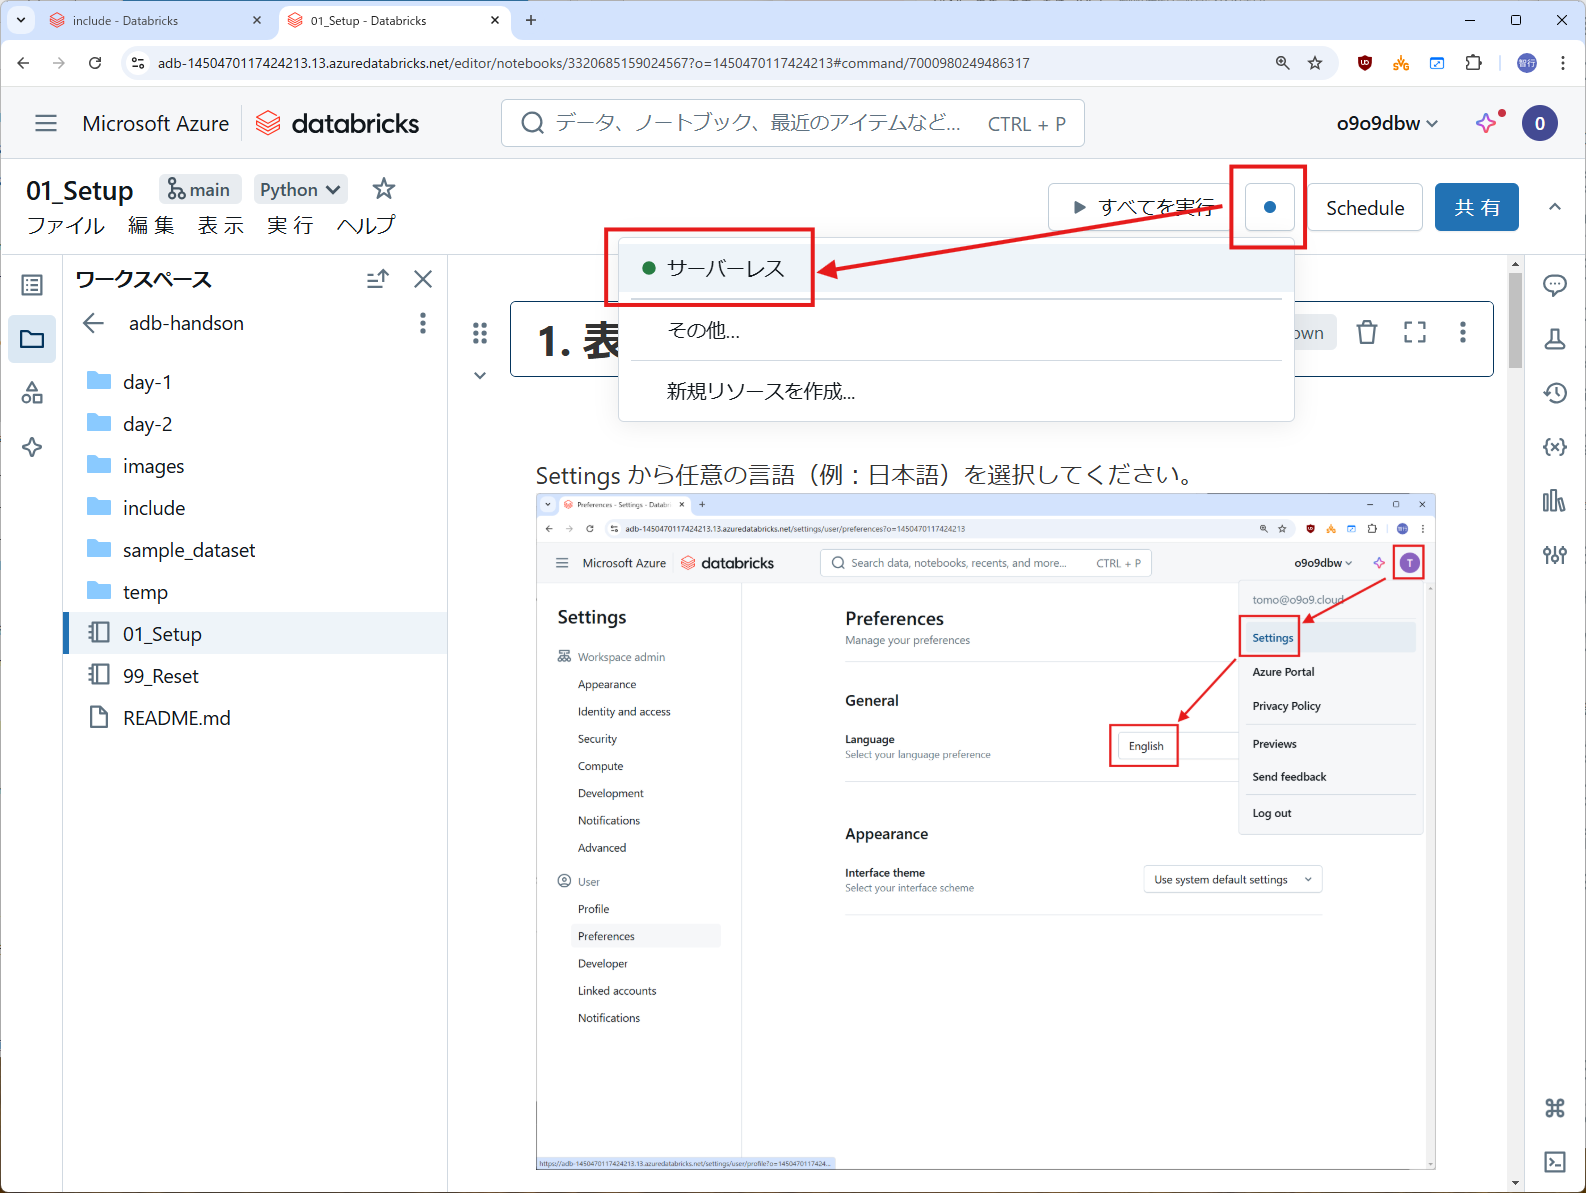 include - Databricks
01_Setup - Databricks
adb-1450470117424213.13.azuredatabricks.net/editor/notebooks/3320685159024567?o=1450470117424213#command/7000980249486317
智行
Microsoft Azure
databricks
データ、ノートブック、最近のアイテムなど...
CTRL + P
o9o9dbw
O
01_Setup
main
Python
ファイル 編集 表示 実行 ヘルプ
すべてを実行
Schedule
共有
サーバーレス
その他...
新規リソースを作成...
ワークスペース
adb-handson
day-1
day-2
images
include
sample_dataset
temp
01_Setup
99_Reset
README.md
1. 表
own
Settings から任意の言語（例：日本語）を選択してください。
Preferences - Settings - Datab
adb-1450470117424213.13.azuredatabricks.net/settings/user/preferences?o=1450470117424213
Microsoft Azure
databricks
Search data, notebooks, recents, and more...
CTRL + P
o9o9dbw
T
Settings
Workspace admin
Appearance
Identity and access
Security
Compute
Development
Notifications
Advanced
User
Profile
Preferences
Developer
Linked accounts
Notifications
Preferences
Manage your preferences
General
Language
Select your language preference
English
Appearance
Interface theme
Select your interface scheme
Use system default settings
tomo@o9o9.cloud
Settings
Azure Portal
Privacy Policy
Previews
Send feedback
Log out
https://adb-1450470117424213.13.azuredatabricks.net/settings/user/profile?o=1450470117424...